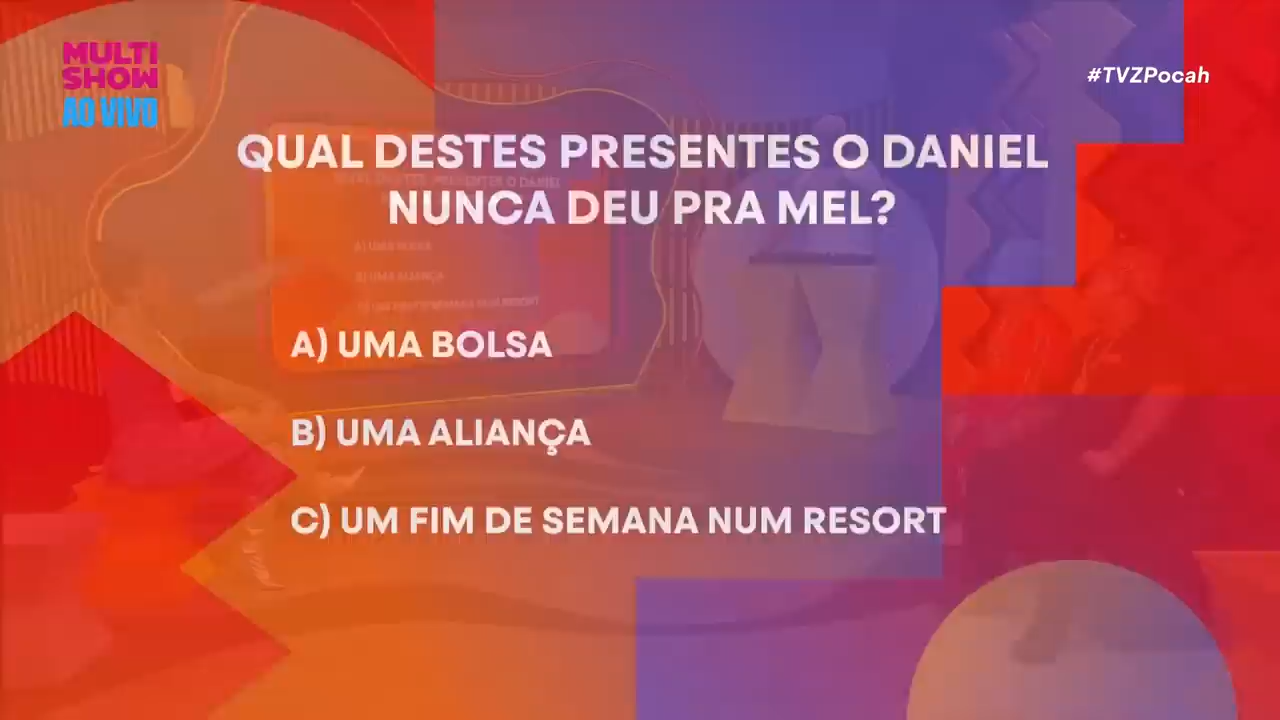 MULTI
SHOW
AO VIVO
#TVZPocah
QUAL DESTES PRESENTES O DANIEL
NUNCA DEU PRA MEL?
A) UMA BOLSA
B) UMA ALIANÇA
C) UM FIM DE SEMANA NUM RESORT